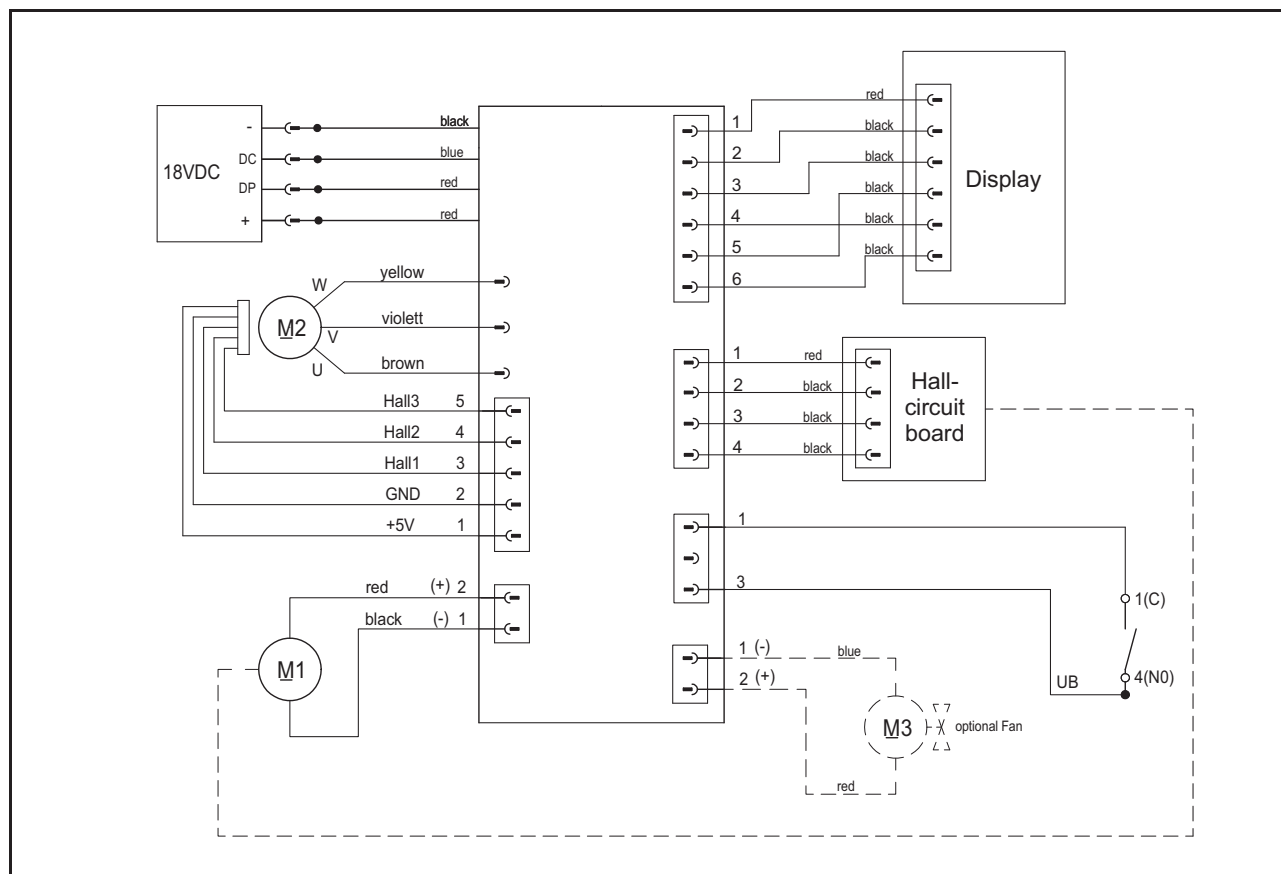 - black
DC blue
18VDC
DP red
+ red
W yellow
M2
V violett
U brown
Hall3 5
Hall2 4
Hall1 3
GND 2
+5V 1
red (+) 2
black (-) 1
M1
1 red
2 black
3 black
Display
black
4 black
5 black
6
1 red
2 black
3 black
4 black
Hall-
circuit
board
1
3
1(C)
4(N0)
UB
1 (-) blue
2 (+)
M3
optional Fan
red